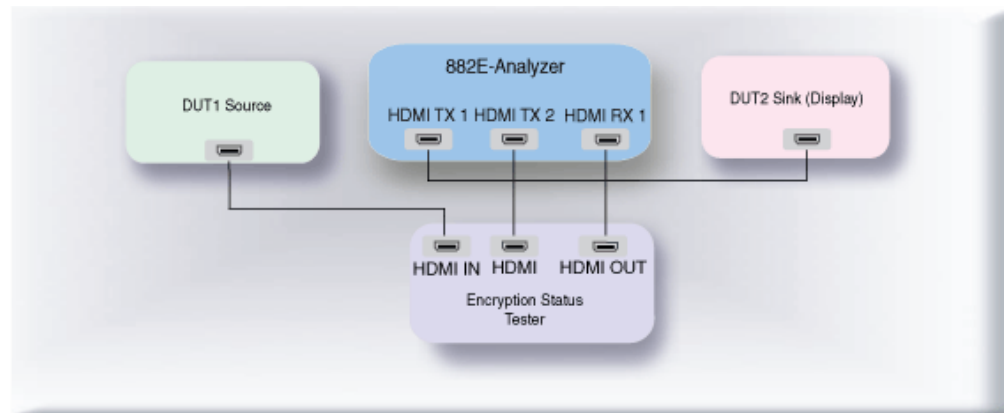 882E-Analyzer
DUT1 Source
DUT2 Sink (Display)
HDMI TX 1 HDMI TX 2 HDMI RX 1
HDMI IN HDMI HDMI OUT
Encryption Status
Tester